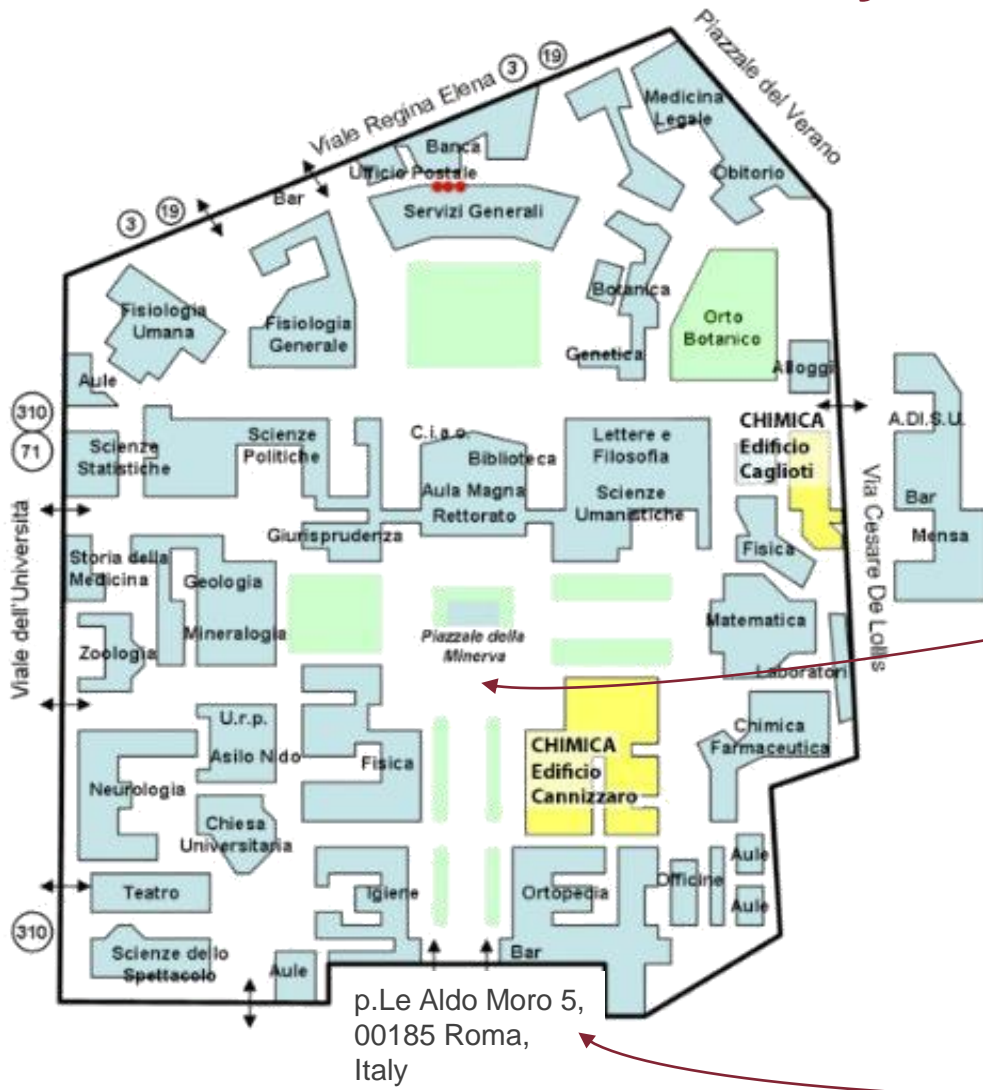 Piazzale del Verano
Viale Regina Elena
3
19
Medicina
Legale
Banca
Ufficio Postale
Obitorio
Bar
3
19
Servizi Generali
Botanica
Fisiologia
Umana
Fisiologia
Generale
Orto
Botanico
Genetica
Alloggi
Aule
310
71
CHIMICA
Edificio
Caglioti
A.DI.S.U.
Scienze
Statistiche
Scienze
Politiche
C.i.a.o.
Biblioteca
Lettere e
Filosofia
Aula Magna
Rettorato
Scienze
Umanistiche
Bar
Mensa
Via Cesare De Lollis
Giurisprudenza
Fisica
Viale dell'Università
Storia della
Medicina
Geologia
Mineralogia
Zoologia
Piazzale della
Minerva
Matematica
Laboratori
U.r.p.
Asilo Nido
Fisica
CHIMICA
Edificio
Cannizzaro
Chimica
Farmaceutica
Neurologia
Chiesa
Universitaria
Aule
Officine
Aule
Teatro
Igiene
Ortopedia
310
Scienze dello
Spettacolo
Aule
Bar
p.Le Aldo Moro 5,
00185 Roma,
Italy